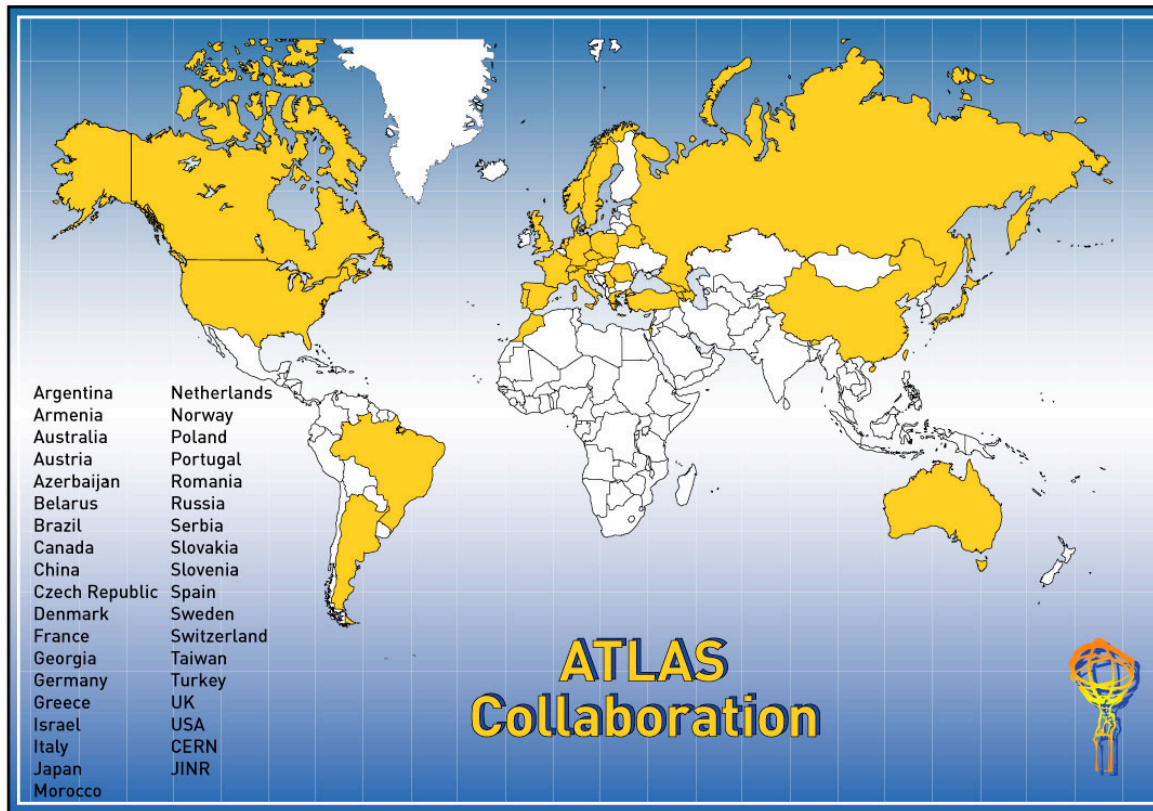 Argentina
Armenia
Australia
Austria
Azerbaijan
Belarus
Brazil
Canada
China
Czech Republic
Denmark
France
Georgia
Germany
Greece
Israel
Italy
Japan
Morocco
Netherlands
Norway
Poland
Portugal
Romania
Russia
Serbia
Slovakia
Slovenia
Spain
Sweden
Switzerland
Taiwan
Turkey
UK
USA
CERN
JINR
ATLAS
Collaboration